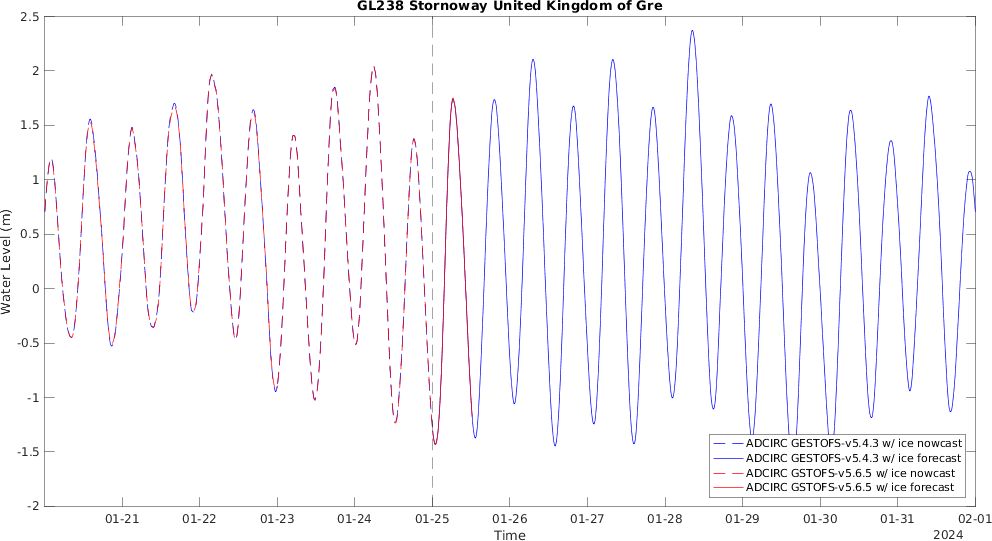 GL238 Stornoway United Kingdom of Gre
2.5
2
1.5
1
0.5
0
-0.5
-1
-1.5
-2
Water Level (m)
01-21 01-22 01-23 01-24 01-25 01-26 01-27 01-28 01-29 01-30 01-31 02-01
Time
2024
ADCIRC GESTOFS-v5.4.3 w/ ice nowcast
ADCIRC GESTOFS-v5.4.3 w/ ice forecast
ADCIRC GSTOFS-v5.6.5 w/ ice nowcast
ADCIRC GSTOFS-v5.6.5 w/ ice forecast